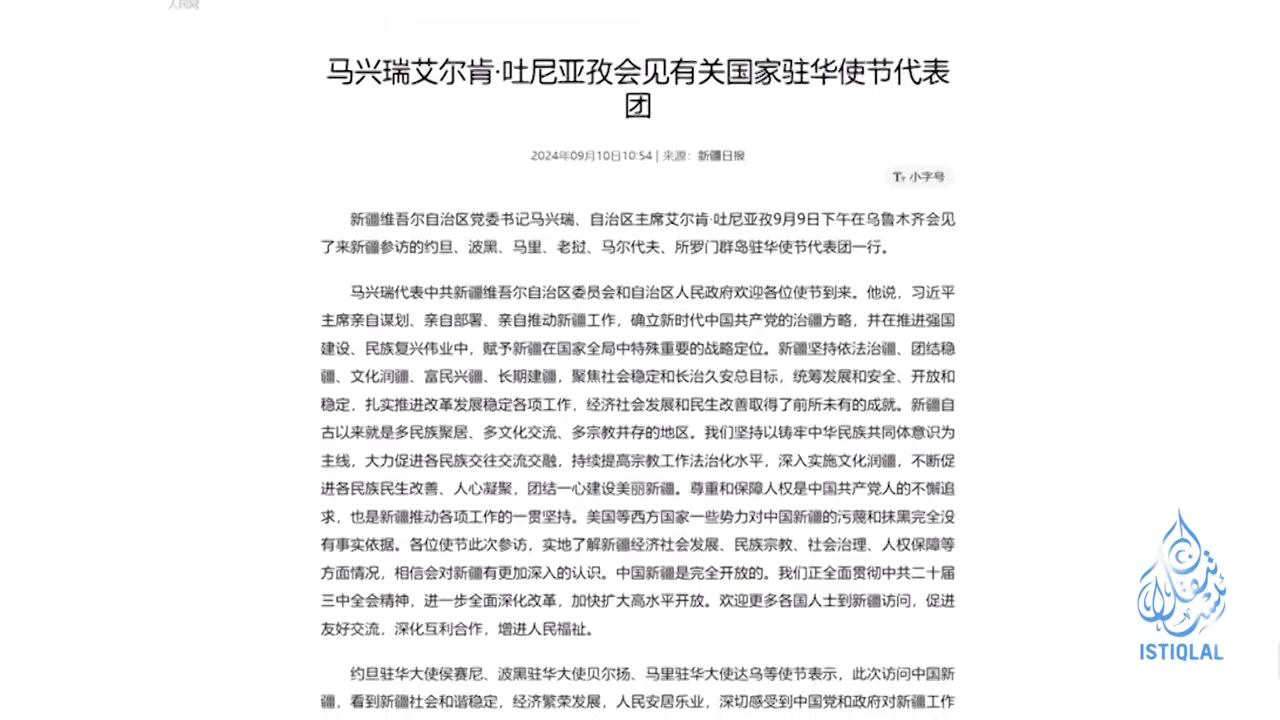 人民网
马兴瑞艾尔肯·吐尼亚孜会见有关国家驻华使节代表
团
2024年09月10日10:54 | 来源：新疆日报
Tт 小字号
新疆维吾尔自治区党委书记马兴瑞、自治区主席艾尔肯·吐尼亚孜9月9日下午在乌鲁木齐会见
了来新疆参访的约旦、波黑、马里、老挝、马尔代夫、所罗门群岛驻华使节代表团一行。
马兴瑞代表中共新疆维吾尔自治区委员会和自治区人民政府欢迎各位使节到来。他说，习近平
主席亲自谋划、亲自部署、亲自推动新疆工作，确立新时代中国共产党的治疆方略，并在推进强国
建设、民族复兴伟业中，赋予新疆在国家全局中特殊重要的战略定位。新疆坚持依法治疆、团结稳
疆、文化润疆、富民兴疆、长期建疆，聚焦社会稳定和长治久安总目标，统筹发展和安全、开放和
稳定，扎实推进改革发展稳定各项工作，经济社会发展和民生改善取得了前所未有的成就。新疆自
古以来就是多民族聚居、多文化交流、多宗教并存的地区。我们坚持以铸牢中华民族共同体意识为
主线，大力促进各民族交往交流交融，持续提高宗教工作法治化水平，深入实施文化润疆，不断促
进各民族民生改善、人心凝聚，团结一心建设美丽新疆。尊重和保障人权是中国共产党人的不懈追
求，也是新疆推动各项工作的一贯坚持。美国等西方国家一些势力对中国新疆的污蔑和抹黑完全没
有事实依据。各位使节此次参访，实地了解新疆经济社会发展、民族宗教、社会治理、人权保障等
方面情况，相信会对新疆有更加深入的认识。中国新疆是完全开放的。我们正全面贯彻中共二十届
三中全会精神，进一步全面深化改革，加快扩大高水平开放。欢迎更多各国人士到新疆访问，促进
友好交流，深化互利合作，增进人民福祉。
约旦驻华大使侯赛尼、波黑驻华大使贝尔扬、马里驻华大使达乌等使节表示，此次访问中国新
疆，看到新疆社会和谐稳定，经济繁荣发展，人民安居乐业，深切感受到中国党和政府对新疆工作
ISTIQLAL